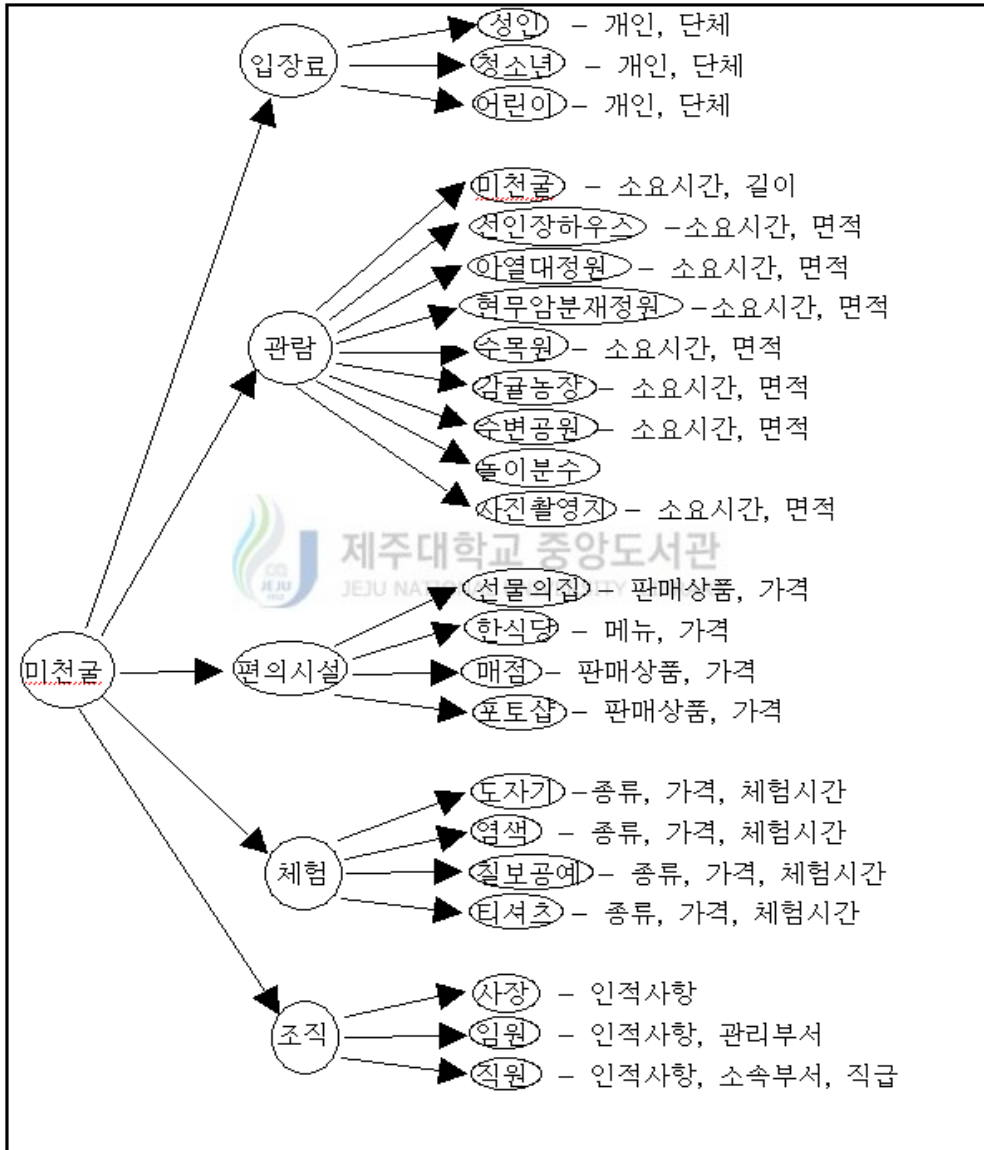 성인 – 개인, 단체
입장료
청소년 – 개인, 단체
어린이 – 개인, 단체
미천굴 – 소요시간, 길이
선인장하우스 –소요시간, 면적
아열대정원 – 소요시간, 면적
현무암분재정원 –소요시간, 면적
관람
수목원 – 소요시간, 면적
감귤농장 – 소요시간, 면적
수변공원 – 소요시간, 면적
놀이분수
사진촬영지 – 소요시간, 면적
제주대학교 중앙도서관
JEJU NATIONAL UNIVERSITY LIBRARY
선물의집 – 판매상품, 가격
한식당 – 메뉴, 가격
미천굴
편의시설
매점 – 판매상품, 가격
포토샵 – 판매상품, 가격
도자기 –종류, 가격, 체험시간
염색 – 종류, 가격, 체험시간
체험
칠보공예 – 종류, 가격, 체험시간
티셔츠 – 종류, 가격, 체험시간
사장 – 인적사항
조직
임원 – 인적사항, 관리부서
직원 – 인적사항, 소속부서, 직급